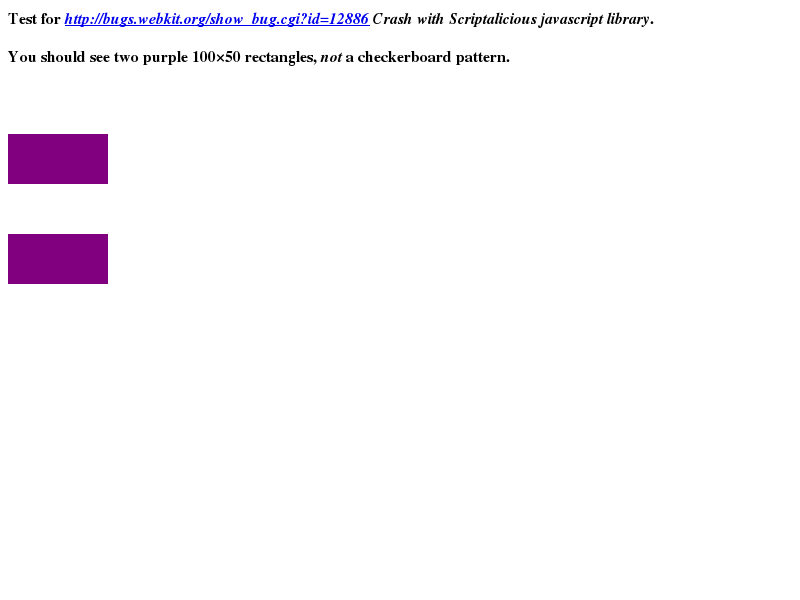 Test for http://bugs.webkit.org/show_bug.cgi?id=12886 Crash with Scriptalicious javascript library.
You should see two purple 100×50 rectangles, not a checkerboard pattern.